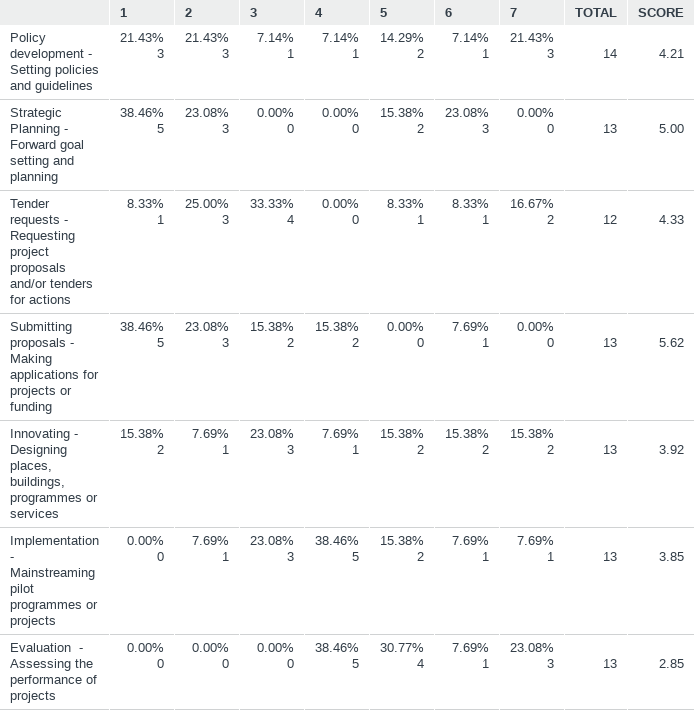 1 2 3 4 5 6 7 TOTAL SCORE
Policy 21.43% 21.43% 7.14% 7.14% 14.29% 7.14% 21.43%
development - 3 3 1 1 2 1 3 14 4.21
Setting policies
and guidelines
Strategic 38.46% 23.08% 0.00% 0.00% 15.38% 23.08% 0.00%
Planning - 5 3 0 0 2 3 0 13 5.00
Forward goal
setting and
planning
Tender 8.33% 25.00% 33.33% 0.00% 8.33% 8.33% 16.67%
requests - 1 3 4 0 1 1 2 12 4.33
Requesting
project
proposals
and/or tenders
for actions
Submitting 38.46% 23.08% 15.38% 15.38% 0.00% 7.69% 0.00%
proposals - 5 3 2 2 0 1 0 13 5.62
Making
applications for
projects or
funding
Innovating - 15.38% 7.69% 23.08% 7.69% 15.38% 15.38% 15.38%
Designing 2 1 3 1 2 2 2 13 3.92
places,
buildings,
programmes or
services
Implementation 0.00% 7.69% 23.08% 38.46% 15.38% 7.69% 7.69%
- 0 1 3 5 2 1 1 13 3.85
Mainstreaming
pilot
programmes or
projects
Evaluation - 0.00% 0.00% 0.00% 38.46% 30.77% 7.69% 23.08%
Assessing the 0 0 0 5 4 1 3 13 2.85
performance of
projects